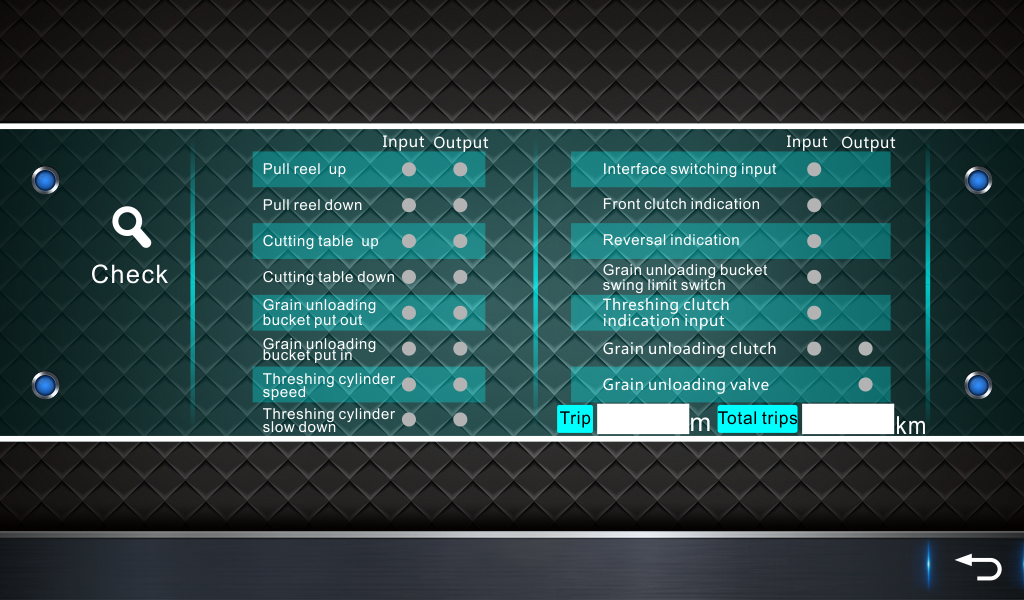 Check
Input Output
Pull reel up
Pull reel down
Cutting table up
Cutting table down
Grain unloading
bucket put out
Grain unloading
bucket put in
Threshing cylinder
speed
Threshing cylinder
slow down
Input Output
Interface switching input
Front clutch indication
Reversal indication
Grain unloading bucket
swing limit switch
Threshing clutch
indication input
Grain unloading clutch
Grain unloading valve
Trip m Total trips km